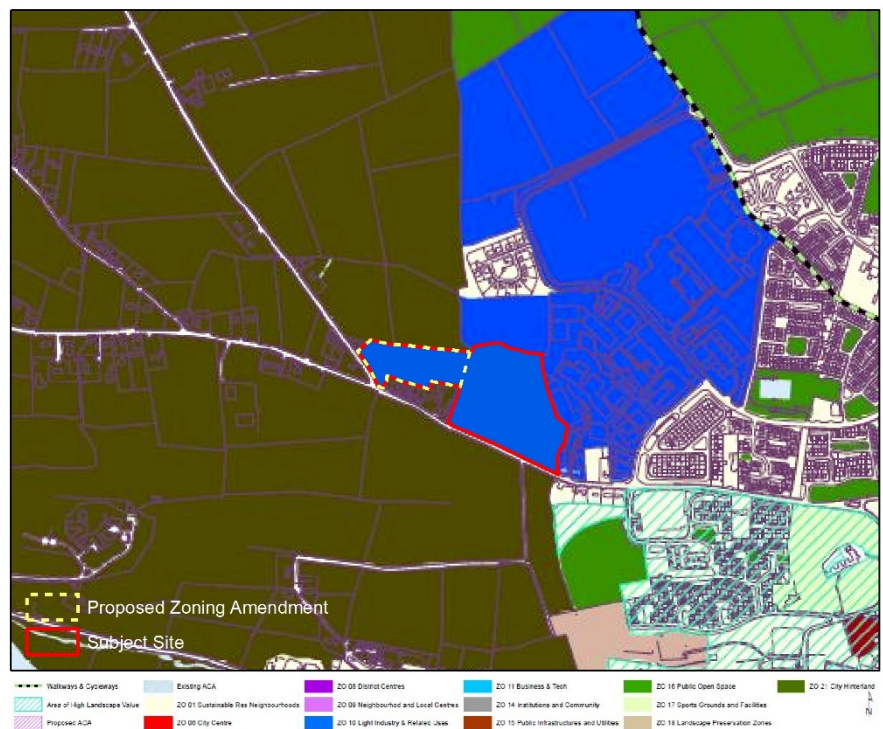 Proposed Zoning Amendment
Subject Site
Walkways & Cycleways
Existing ACA
ZO 08 District Centres
ZO 11 Business & Tech
ZO 16 Public Open Space
ZO 21 City Hinterland
Area of High Landscape Value
ZO 01 Sustainable Res Neighbourhoods
ZO 09 Neighbourhod and Local Centres
ZO 14 Institutions and Community
ZO 17 Sports Grounds and Facilities
Proposed ACA
ZO 06 City Centre
ZO 10 Light Industry & Related Uses
ZO 15 Public Infrastructures and Utilities
ZO 18 Landscape Preservation Zones
N